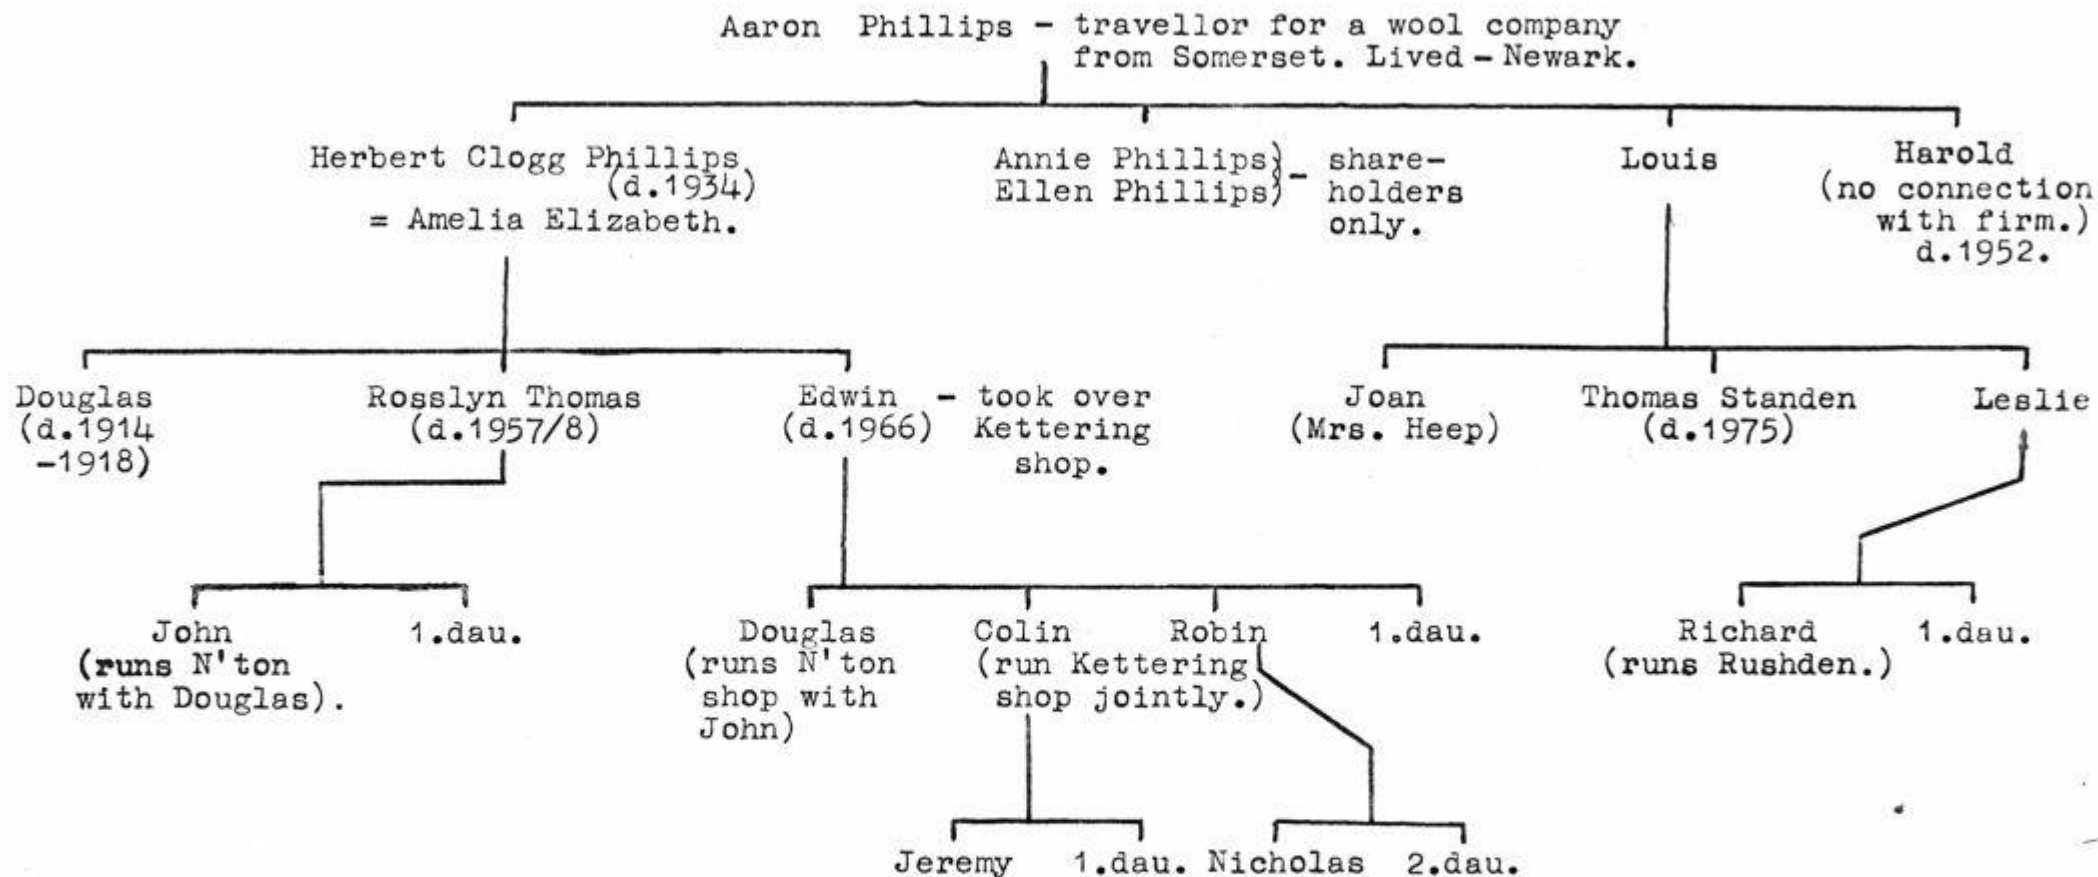 Aaron Phillips - travellor for a wool company
from Somerset. Lived - Newark.
Herbert Clogg Phillips
(d.1934)
= Amelia Elizabeth.
Annie Phillips}
Ellen Phillips}
- share-
holders
only.
Louis
Harold
(no connection
with firm.)
d.1952.
Douglas
(d.1914
-1918)
Rosslyn Thomas
(d.1957/8)
Edwin
(d.1966)
- took over
Kettering
shop.
Joan
(Mrs. Heep)
Thomas Standen
(d.1975)
Leslie
John
(runs N'ton
with Douglas).
1.dau.
Douglas
(runs N'ton
shop with
John)
Colin Robin
(run Kettering
shop jointly.)
1.dau.
Richard
(runs Rushden.)
1.dau.
Jeremy
1.dau.
Nicholas
2.dau.